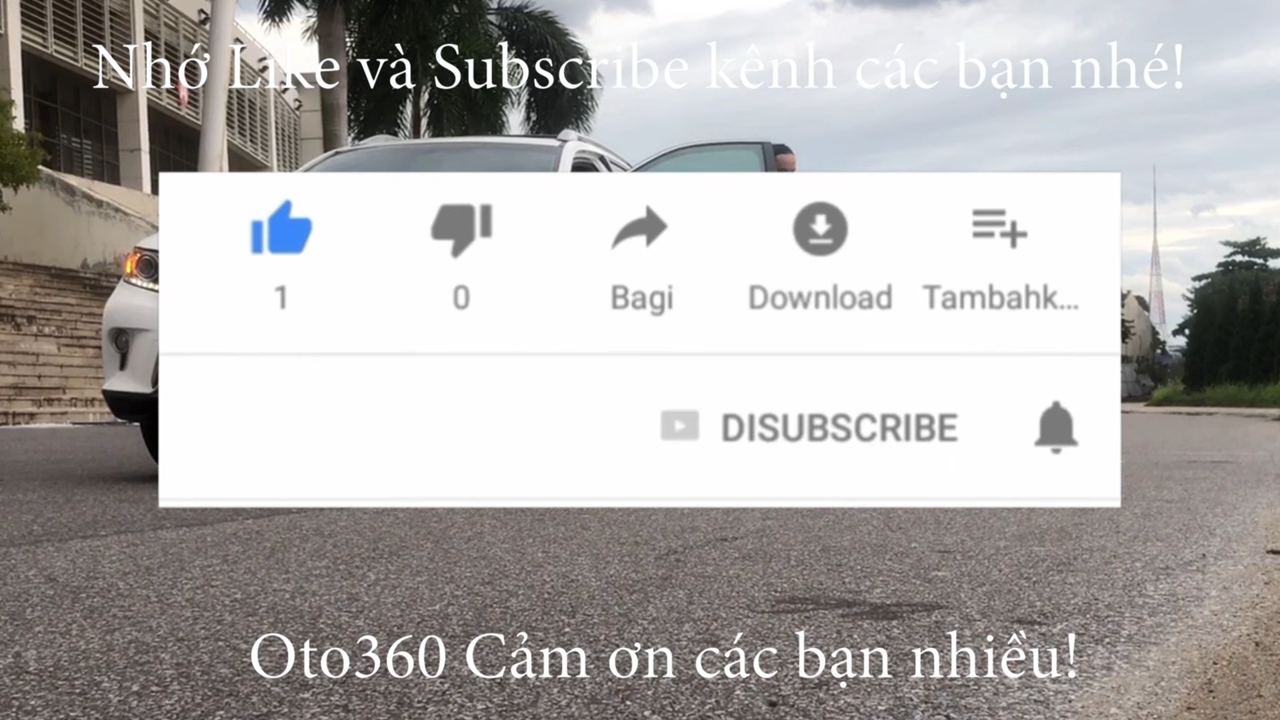 Nhớ Like và Subscribe kênh các bạn nhé!
1 0 Bagi Download Tambahk...
DISUBSCRIBE
Oto360 Cảm ơn các bạn nhiều!